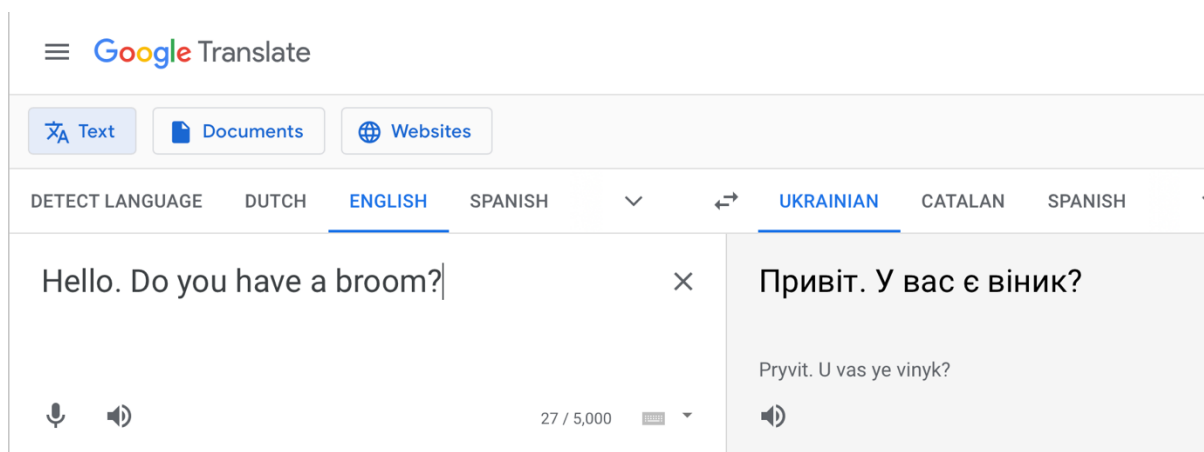 Google Translate
Text Documents Websites
DETECT LANGUAGE DUTCH ENGLISH SPANISH UKRAINIAN CATALAN SPANISH
Hello. Do you have a broom? Привіт. У вас є віник?
Pryvit. U vas ye vinyk?
27 / 5,000